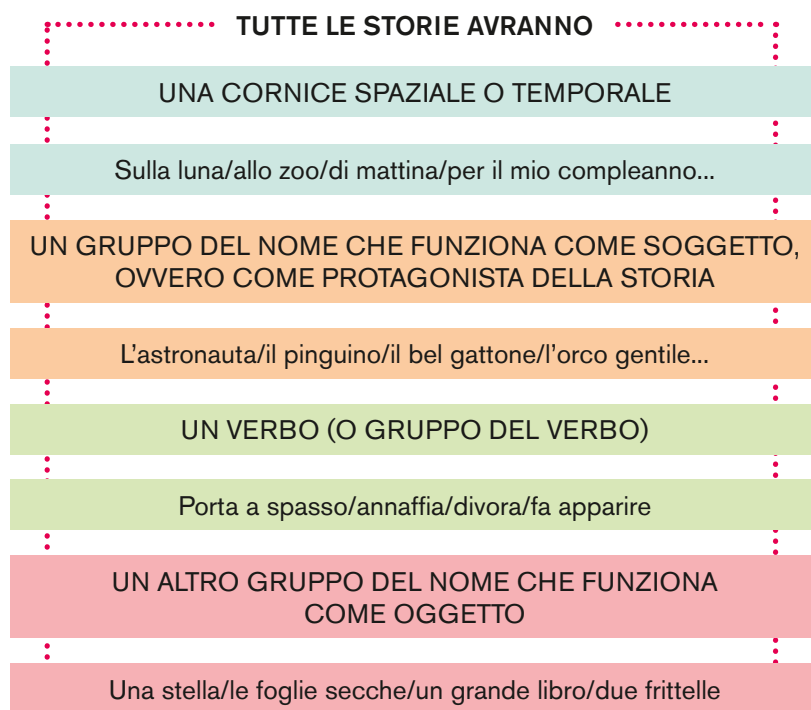 TUTTE LE STORIE AVRANNO
UNA CORNICE SPAZIALE O TEMPORALE
Sulla luna/allo zoo/di mattina/per il mio compleanno...
UN GRUPPO DEL NOME CHE FUNZIONA COME SOGGETTO,
OVVERO COME PROTAGONISTA DELLA STORIA
L'astronauta/il pinguino/il bel gattone/l'orco gentile...
UN VERBO (O GRUPPO DEL VERBO)
Porta a spasso/annaffia/divora/fa apparire
UN ALTRO GRUPPO DEL NOME CHE FUNZIONA
COME OGGETTO
Una stella/le foglie secche/un grande libro/due frittelle